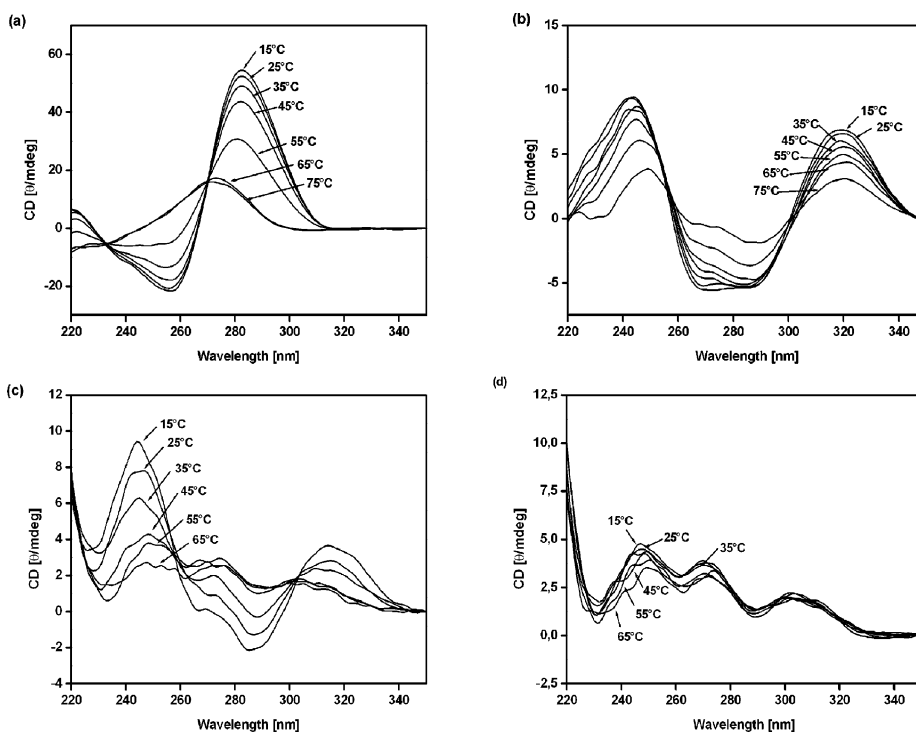 (a)
CD [θ/mdeg]
60
40
20
0
-20
15°C
25°C
35°C
45°C
55°C
65°C
75°C
220 240 260 280 300 320 340
Wavelength [nm]
(b)
CD [θ/mdeg]
15
10
5
0
-5
15°C
35°C
25°C
45°C
55°C
65°C
75°C
220 240 260 280 300 320 340
Wavelength [nm]
(c)
CD [θ/mdeg]
12
10
8
6
4
2
0
-2
-4
15°C
25°C
35°C
45°C
55°C
65°C
220 240 260 280 300 320 340
Wavelength [nm]
(d)
CD [θ/mdeg]
12,5
10,0
7,5
5,0
2,5
0,0
-2,5
15°C
25°C
35°C
45°C
55°C
65°C
220 240 260 280 300 320 340
Wavelength [nm]